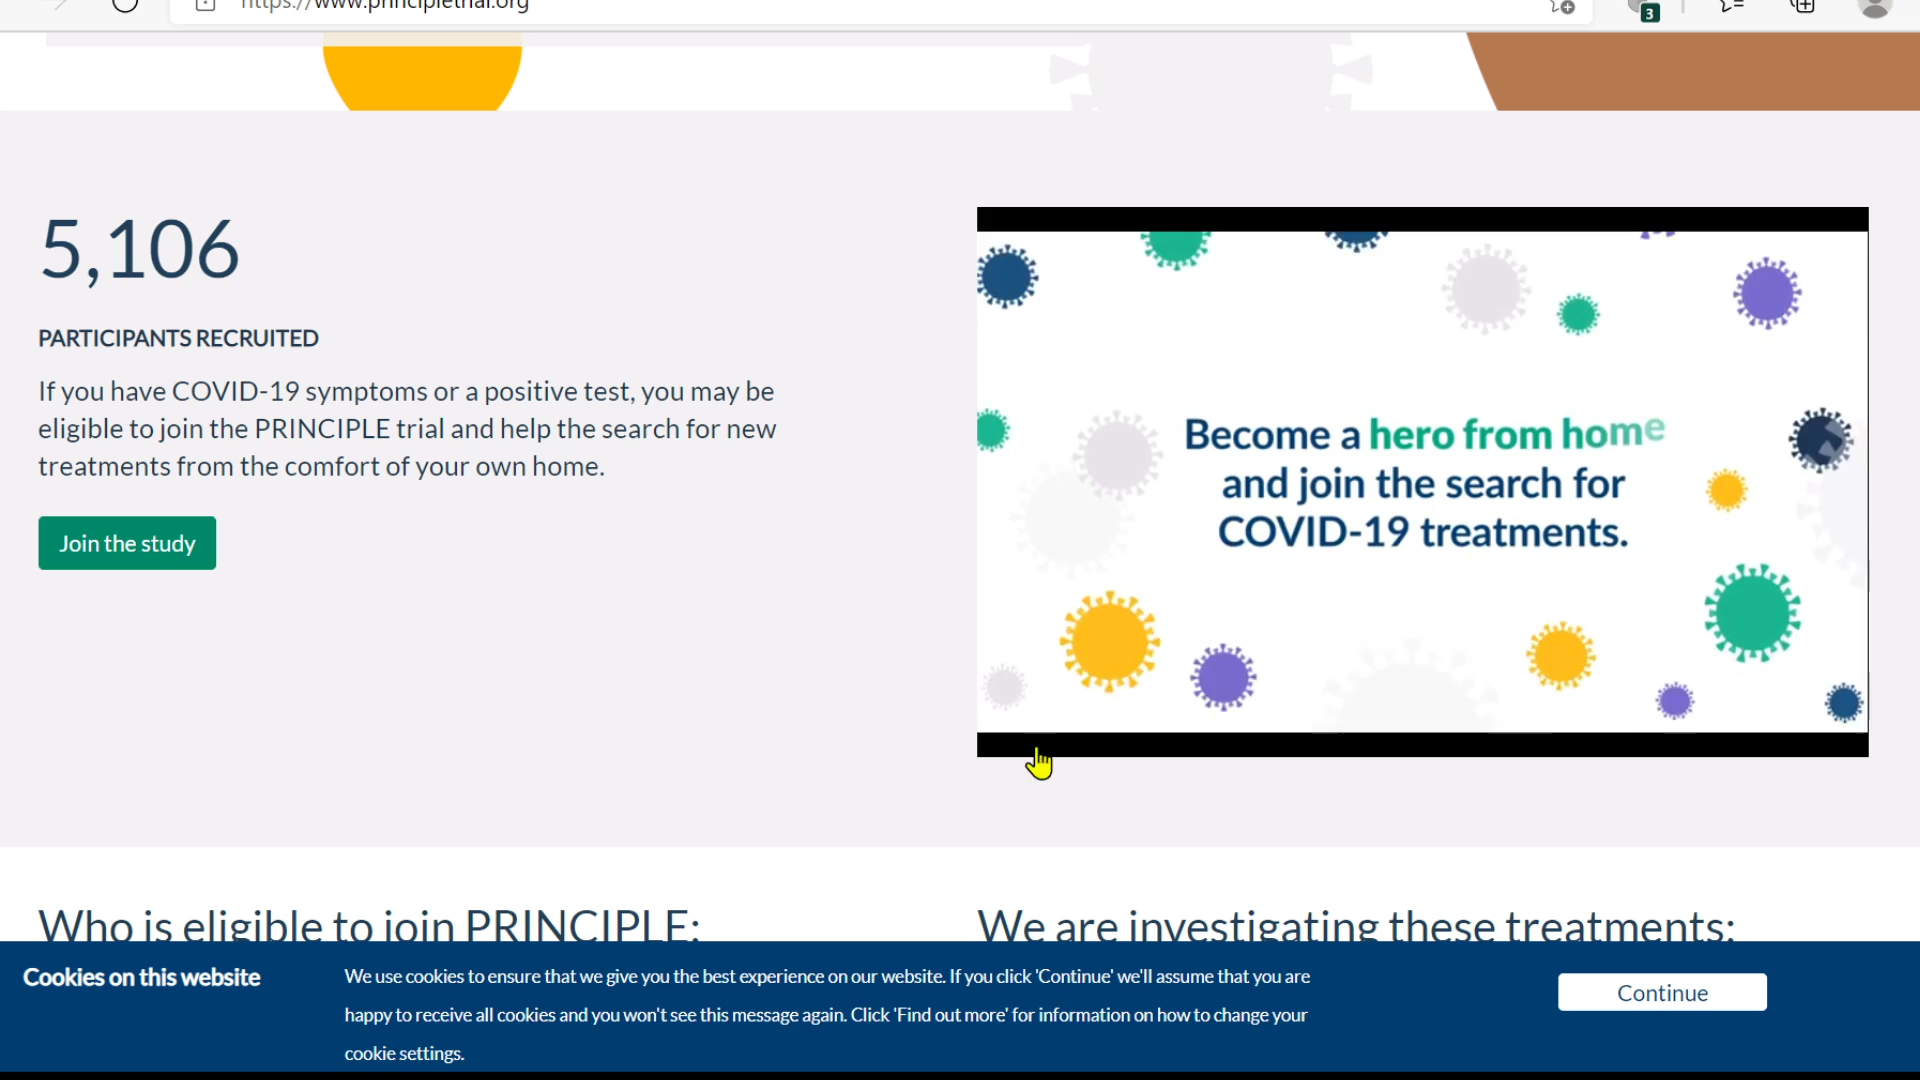 https://www.principletrial.org
3
5,106
PARTICIPANTS RECRUITED
If you have COVID-19 symptoms or a positive test, you may be
eligible to join the PRINCIPLE trial and help the search for new
treatments from the comfort of your own home.
Join the study
Become a hero from home
and join the search for
COVID-19 treatments.
Who is eligible to join PRINCIPLE:
We are investigating these treatments:
Cookies on this website
We use cookies to ensure that we give you the best experience on our website. If you click 'Continue' we'll assume that you are
happy to receive all cookies and you won't see this message again. Click 'Find out more' for information on how to change your
cookie settings.
Continue